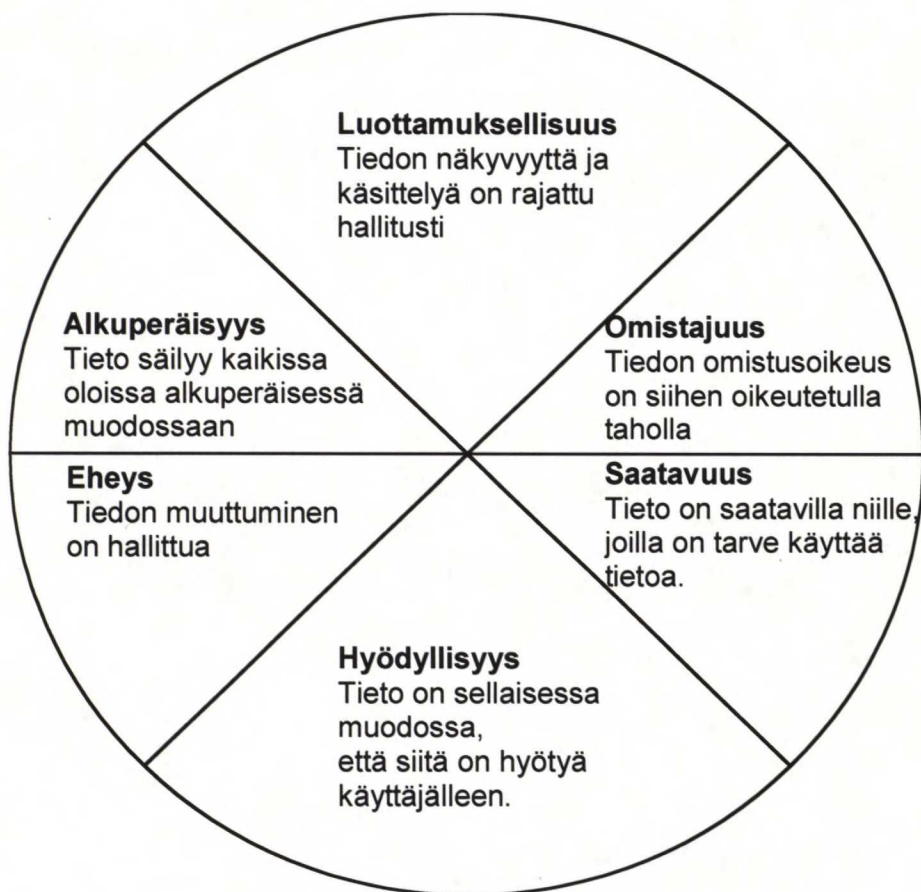 Luottamuksellisuus
Tiedon näkyvyyttä ja
käsittelyä on rajattu
hallitusti
Alkuperäisyys
Tieto säilyy kaikissa
oloissa alkuperäisessä
muodossaan
Omistajuus
Tiedon omistusoikeus
on siihen oikeutetulla
taholla
Eheys
Tiedon muuttuminen
on hallittua
Saatavuus
Tieto on saatavilla niille,
joilla on tarve käyttää
tietoa.
Hyödyllisyys
Tieto on sellaisessa
muodossa,
että siitä on hyötyä
käyttäjälleen.